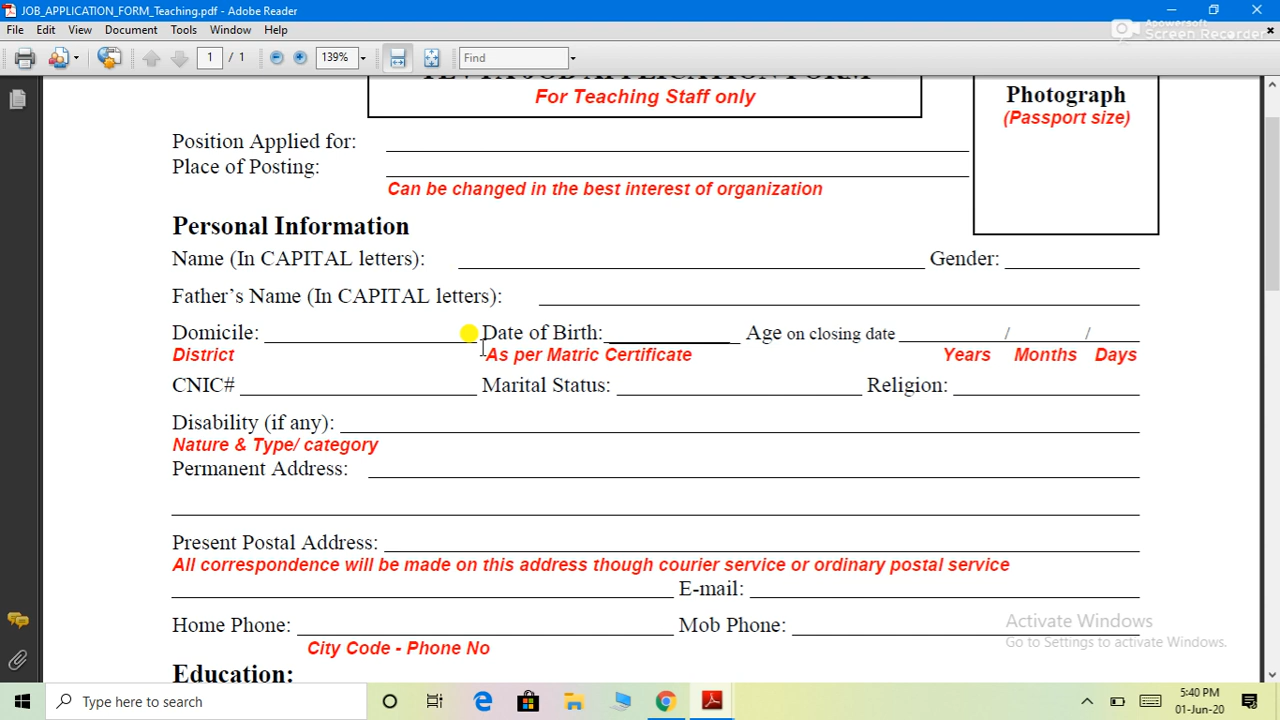 JOB_APPLICATION_FORM_Teaching.pdf - Adobe Reader
File Edit View Document Tools Window Help
Apowersoft
Screen Recorder
1 / 1 139% Find
JOB APPLICATION FORM
For Teaching Staff only
Photograph
(Passport size)
Position Applied for:
Place of Posting:
Can be changed in the best interest of organization
Personal Information
Name (In CAPITAL letters): Gender:
Father’s Name (In CAPITAL letters):
Domicile: Date of Birth: Age on closing date / /
District As per Matric Certificate Years Months Days
CNIC# Marital Status: Religion:
Disability (if any):
Nature & Type/ category
Permanent Address:
Present Postal Address:
All correspondence will be made on this address though courier service or ordinary postal service
E-mail:
Home Phone: Mob Phone:
City Code - Phone No
Education:
Activate Windows
Go to Settings to activate Windows.
Type here to search
5:40 PM
01-Jun-20